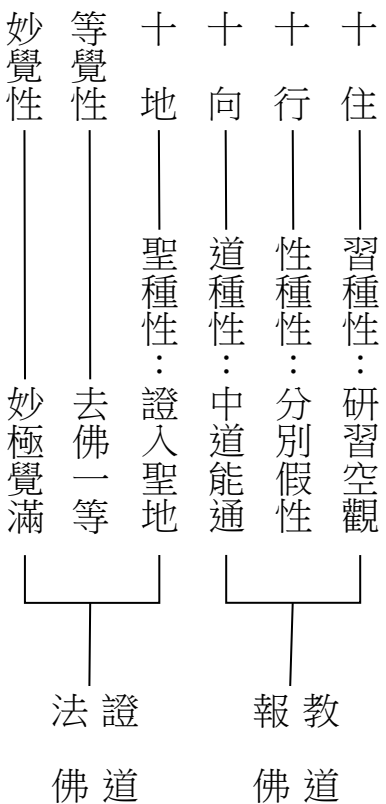 十住 習種性：研習空觀
十行 性種性：分別假性
十向 道種性：中道能通
十地 聖種性：證入聖地
等覺性 去佛一等
妙覺性 妙極覺滿
教道
報佛
證道
法佛